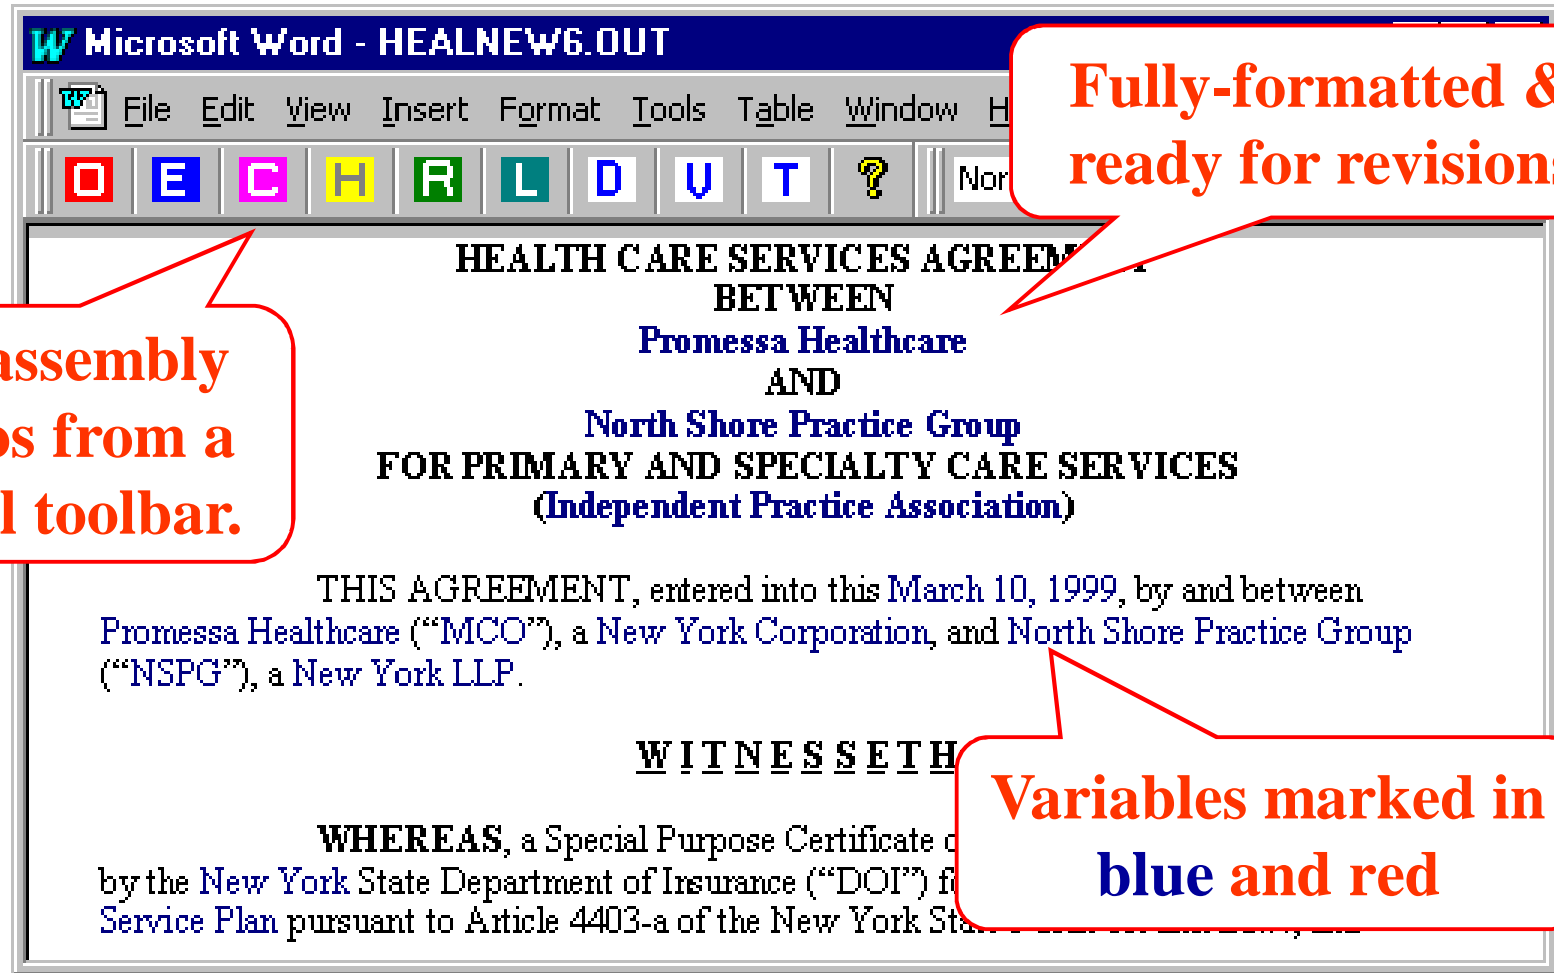 Microsoft Word - HEALNEW6.OUT
File Edit View Insert Format Tools Table Window H
O E C H R L D V T ? Nor
Fully-formatted &
ready for revisions
HEALTH CARE SERVICES AGREEM
BETWEEN
Promessa Healthcare
AND
North Shore Practice Group
FOR PRIMARY AND SPECIALTY CARE SERVICES
(Independent Practice Association)
assembly
os from a
l toolbar.
THIS AGREEMENT, entered into this March 10, 1999, by and between
Promessa Healthcare (“MCO”), a New York Corporation, and North Shore Practice Group
(“NSPG”), a New York LLP.
W I T N E S S E T H
WHEREAS, a Special Purpose Certificate
by the New York State Department of Insurance (“DOI”)
Service Plan pursuant to Article 4403-a of the New York
Variables marked in
blue and red